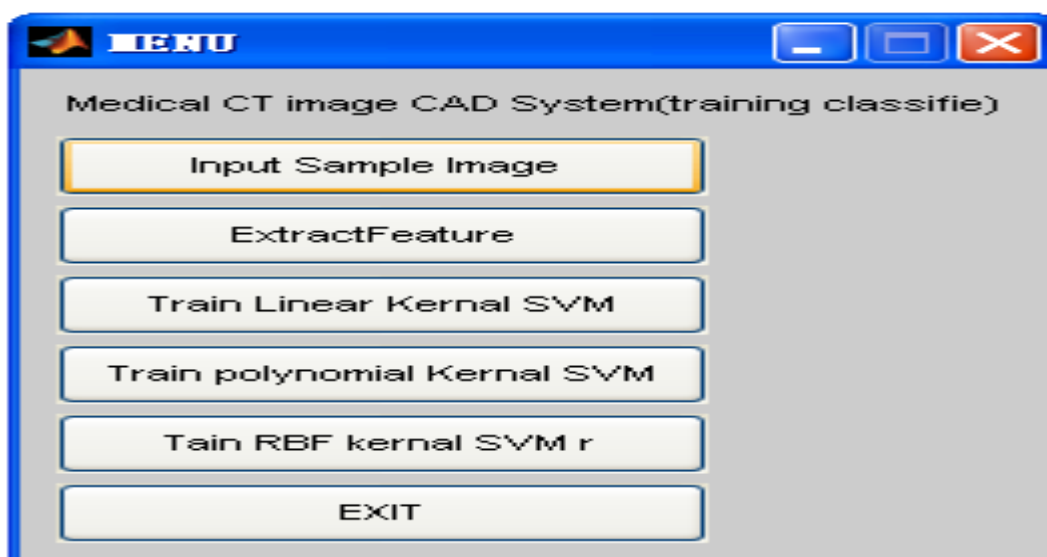 MENU
Medical CT image CAD System(training classifie)
Input Sample Image
ExtractFeature
Train Linear Kernal SVM
Train polynomial Kernal SVM
Tain RBF kernal SVM r
EXIT